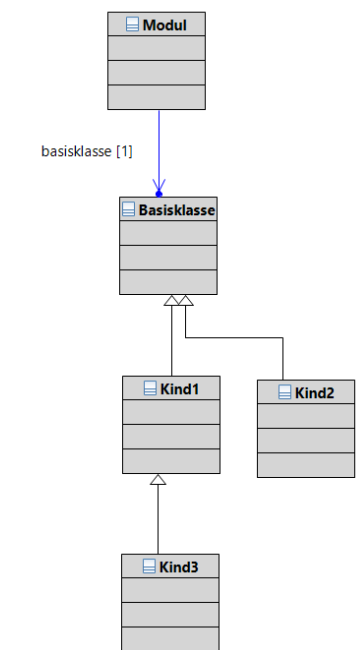 Modul
basisklasse [1]
Basisklasse
Kind1
Kind2
Kind3